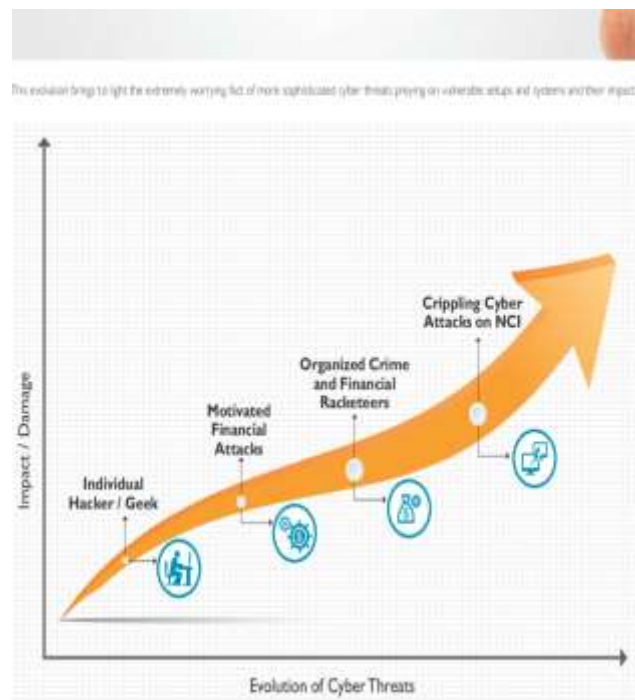 This evolution brings to light the extremely worrying fact of more sophisticated cyber threats preying on vulnerable setups and systems and their impact
Crippling Cyber
Attacks on NCI
Organized Crime
and Financial
Racketeers
Motivated
Financial
Attacks
Individual
Hacker / Geek
Impact / Damage
Evolution of Cyber Threats